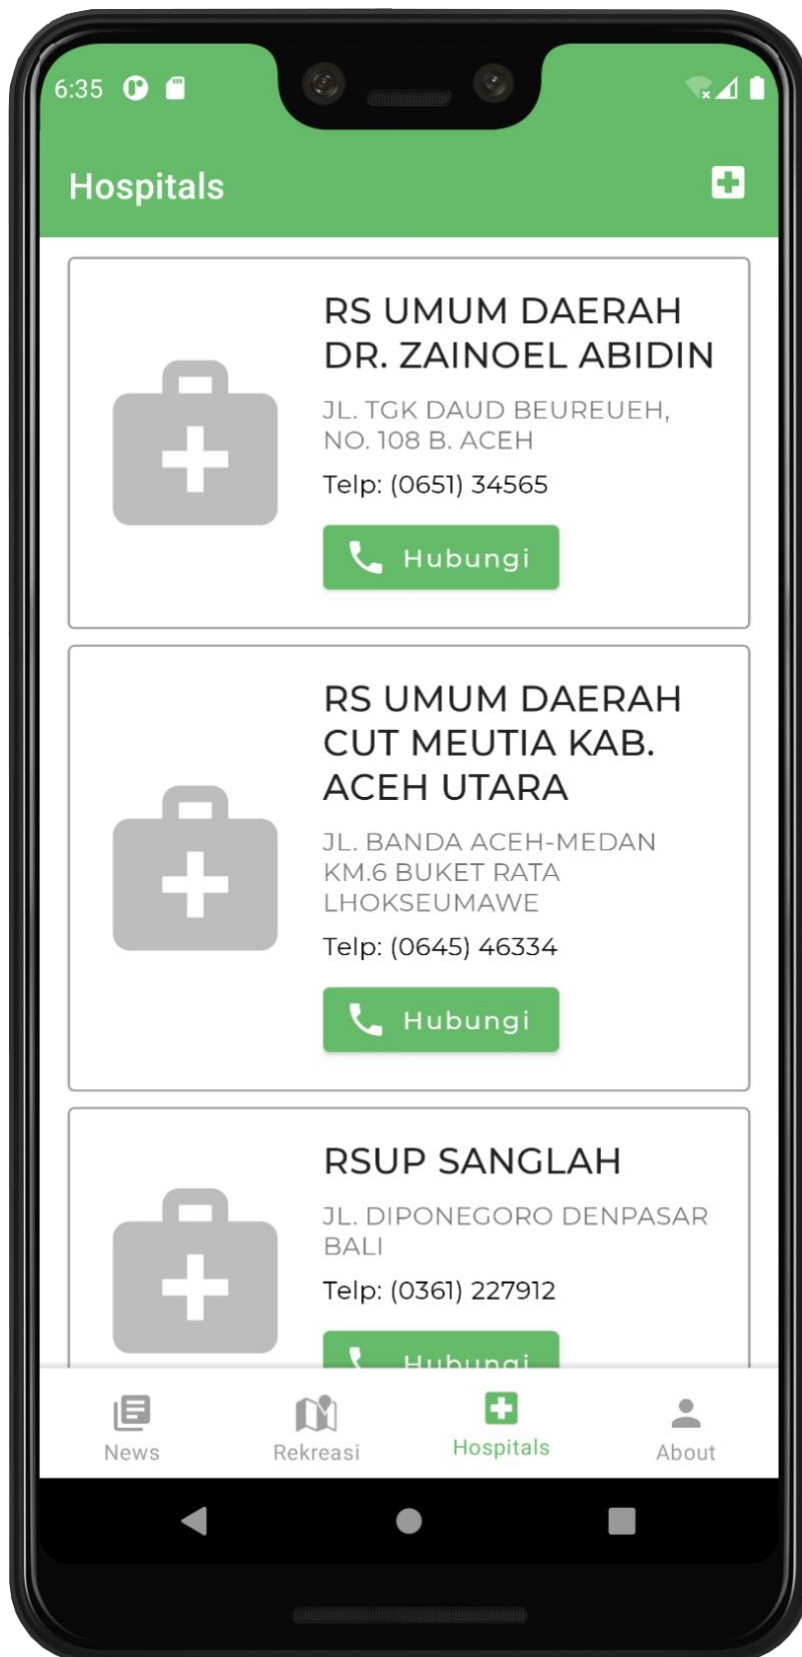 6:35
Hospitals
RS UMUM DAERAH
DR. ZAINOEL ABIDIN
JL. TGK DAUD BEUREUEH,
NO. 108 B. ACEH
Telp: (0651) 34565
Hubungi
RS UMUM DAERAH
CUT MEUTIA KAB.
ACEH UTARA
JL. BANDA ACEH-MEDAN
KM.6 BUKET RATA
LHOKSEUMAWE
Telp: (0645) 46334
Hubungi
RSUP SANGLAH
JL. DIPONEGORO DENPASAR
BALI
Telp: (0361) 227912
Hubungi
News
Rekreasi
Hospitals
About